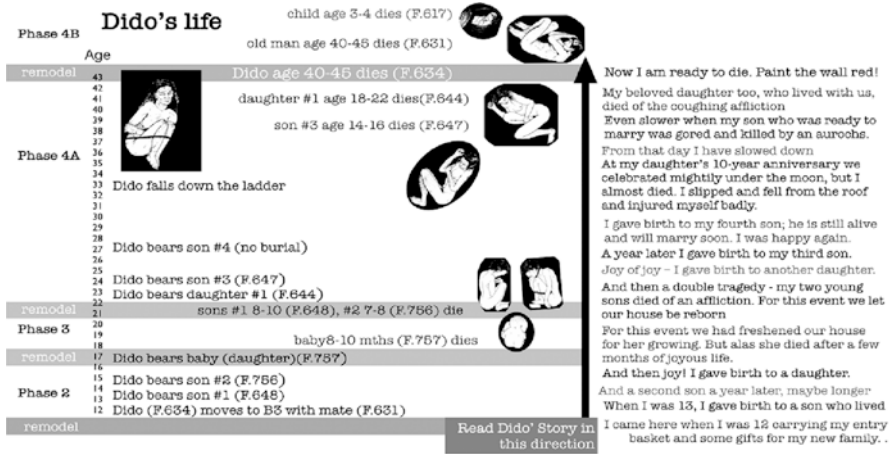 Dido's life
child age 3-4 dies (F.617)
Phase 4B
old man age 40-45 dies (F.631)
Age
remodel
43
Dido age 40-45 dies (F.634)
42
41
daughter #1 age 18-22 dies(F.644)
40
39
38
son #3 age 14-16 dies (F.647)
37
Phase 4A
36
35
34
33
Dido falls down the ladder
32
31
30
29
28
27
Dido bears son #4 (no burial)
26
25
24
Dido bears son #3 (F.647)
23
Dido bears daughter #1 (F.644)
22
remodel
21
sons #1 8-10 (F.648), #2 7-8 (F.756) die
20
Phase 3
19
18
baby8-10 mths (F.757) dies
remodel
17
Dido bears baby (daughter)(F.757)
16
15
Dido bears son #2 (F.756)
Phase 2
14
Dido bears son #1 (F.648)
13
12
Dido (F.634) moves to B3 with mate (F.631)
remodel
Read Dido' Story in
this direction
Now I am ready to die. Paint the wall red!
My beloved daughter too, who lived with us,
died of the coughing affliction
Even slower when my son who was ready to
marry was gored and killed by an aurochs.
From that day I have slowed down
At my daughter's 10-year anniversary we
celebrated mightily under the moon, but I
almost died. I slipped and fell from the roof
and injured myself badly.
I gave birth to my fourth son; he is still alive
and will marry soon. I was happy again.
A year later I gave birth to my third son.
Joy of joy - I gave birth to another daughter.
And then a double tragedy - my two young
sons died of an affliction. For this event we let
our house be reborn
For this event we had freshened our house
for her growing. But alas she died after a few
months of joyous life.
And then joy! I gave birth to a daughter.
And a second son a year later, maybe longer
When I was 13, I gave birth to a son who lived
I came here when I was 12 carrying my entry
basket and some gifts for my new family. .